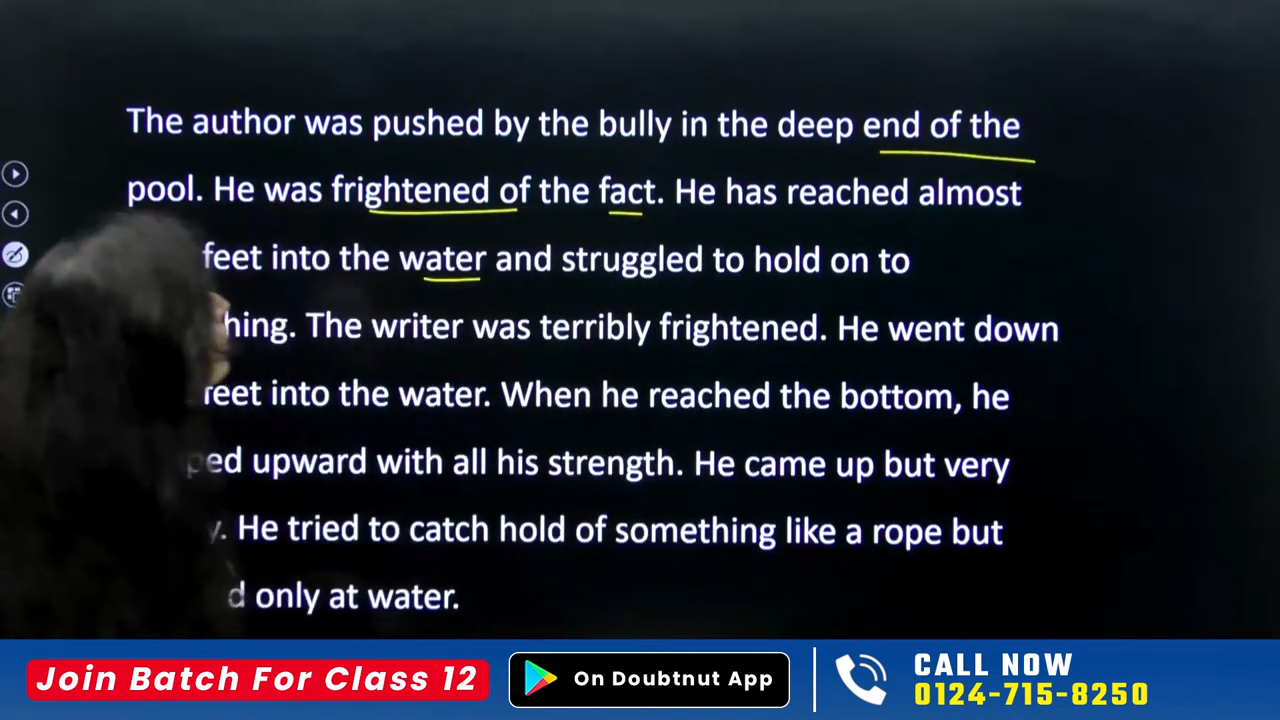 The author was pushed by the bully in the deep end of the
pool. He was frightened of the fact. He has reached almost
feet into the water and struggled to hold on to
The writer was terribly frightened. He went down
feet into the water. When he reached the bottom, he
upward with all his strength. He came up but very
He tried to catch hold of something like a rope but
only at water.
Join Batch For Class 12
On Doubtnut App
CALL NOW
0124-715-8250